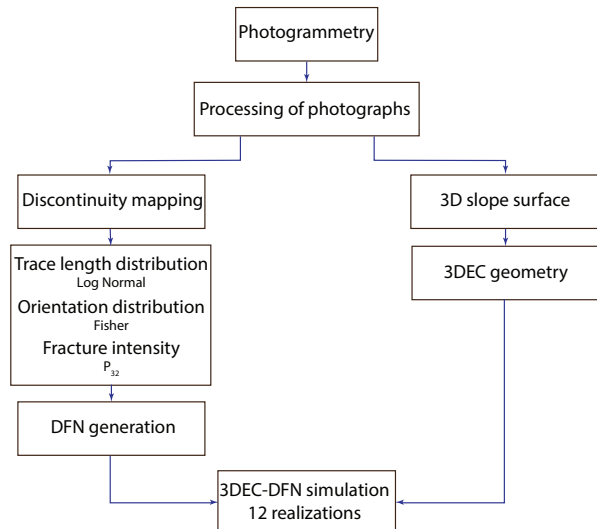 Photogrammetry
Processing of photographs
Discontinuity mapping
3D slope surface
Trace length distribution
Log Normal
Orientation distribution
Fisher
Fracture intensity
P32
3DEC geometry
DFN generation
3DEC-DFN simulation
12 realizations